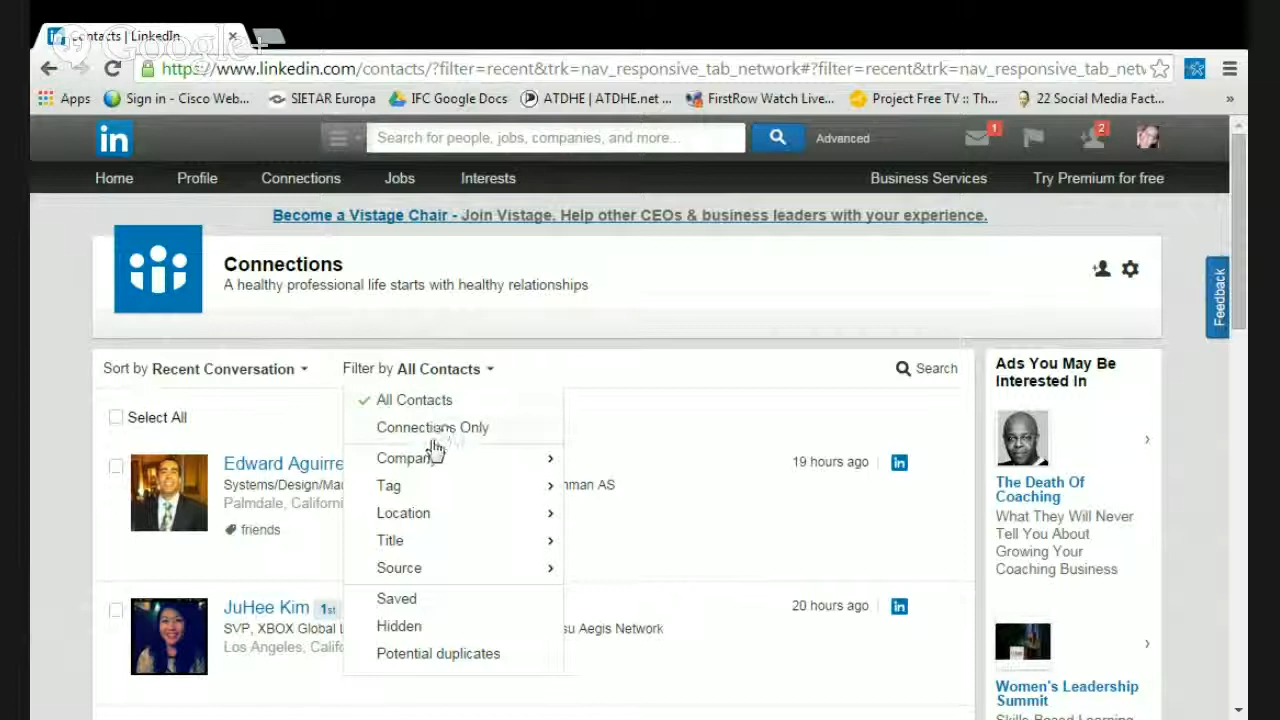 Contacts | LinkedIn
Google+
https://www.linkedin.com/contacts/?filter=recent&trk=nav_responsive_tab_network#?filter=recent&trk=nav_responsive_tab_netv
Apps Sign in - Cisco Web... SIETAR Europa IFC Google Docs ATDHE | ATDHE.net ... FirstRow Watch Live... Project Free TV :: Th... 22 Social Media Fact... »
in Search for people, jobs, companies, and more... Advanced 1 2
Home Profile Connections Jobs Interests Business Services Try Premium for free
Become a Vistage Chair - Join Vistage. Help other CEOs & business leaders with your experience.
Connections
A healthy professional life starts with healthy relationships
Feedback
Sort by Recent Conversation Filter by All Contacts Search
Select All
All Contacts
Connections Only
Company
Tag
Location
Title
Source
Saved
Hidden
Potential duplicates
Edward Aguirre 19 hours ago in
Systems/Design/Ma hman AS
Palmdale, California
friends
JuHee Kim 1st 20 hours ago in
SVP, XBOX Global L su Aegis Network
Los Angeles, Calif
Ads You May Be
Interested In
The Death Of
Coaching
What They Will Never
Tell You About
Growing Your
Coaching Business
Women's Leadership
Summit
Skills-Based Learning